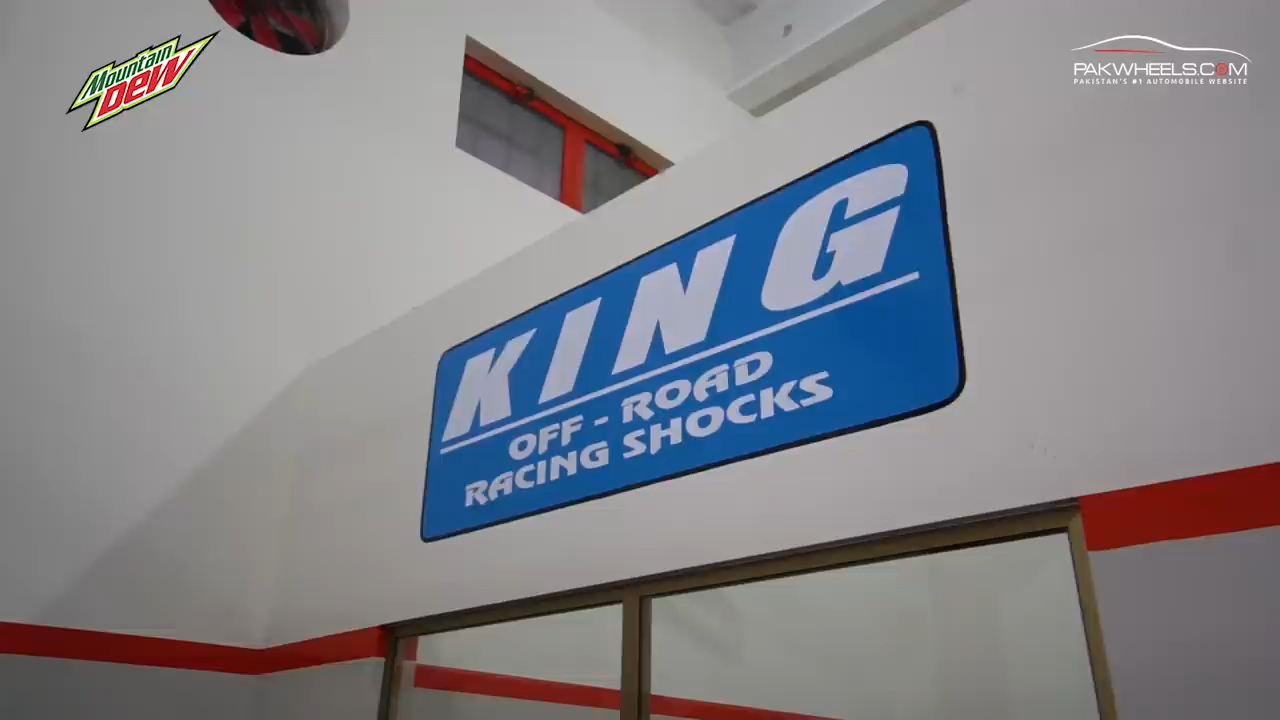 Mountain
DEW
PAKWHEELS.COM
PAKISTAN'S #1 AUTOMOBILE WEBSITE
KING
OFF - ROAD
RACING SHOCKS